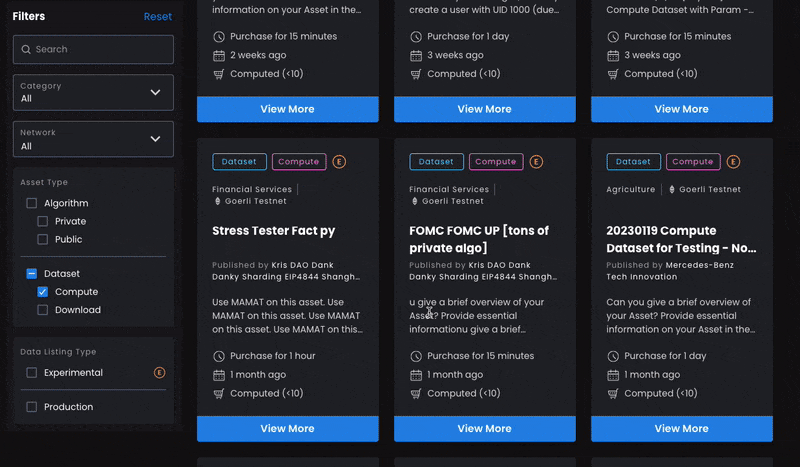 Filters
Reset
Search
Category
All
Network
All
Asset Type
Algorithm
Private
Public
Dataset
Compute
Download
Data Listing Type
Experimental
E
Production
information on your Asset in the...
Purchase for 15 minutes
2 weeks ago
Computed (<10)
View More
create a user with UID 1000 (due...
Purchase for 1 day
3 weeks ago
Computed (<10)
View More
Compute Dataset with Param -...
Purchase for 15 minutes
3 weeks ago
Computed (<10)
View More
Dataset
Compute
E
Financial Services
Goerli Testnet
Stress Tester Fact py
Published by Kris DAO Dank
Danky Sharding EIP4844 Shangh...
Use MAMAT on this asset. Use
MAMAT on this asset. Use MAMAT
on this asset. Use MAMAT on this...
Purchase for 1 hour
1 month ago
Computed (<10)
View More
Dataset
Compute
E
Financial Services
Goerli Testnet
FOMC FOMC UP [tons of
private algo]
Published by Kris DAO Dank
Danky Sharding EIP4844 Shangh...
u give a brief overview of your
Asset? Provide essential
informationu give a brief...
Purchase for 15 minutes
1 month ago
Computed (<10)
View More
Dataset
Compute
E
Agriculture
Goerli Testnet
20230119 Compute
Dataset for Testing - No...
Published by Mercedes-Benz
Tech Innovation
Can you give a brief overview of
your Asset? Provide essential
information on your Asset in the...
Purchase for 1 day
1 month ago
Computed (<10)
View More